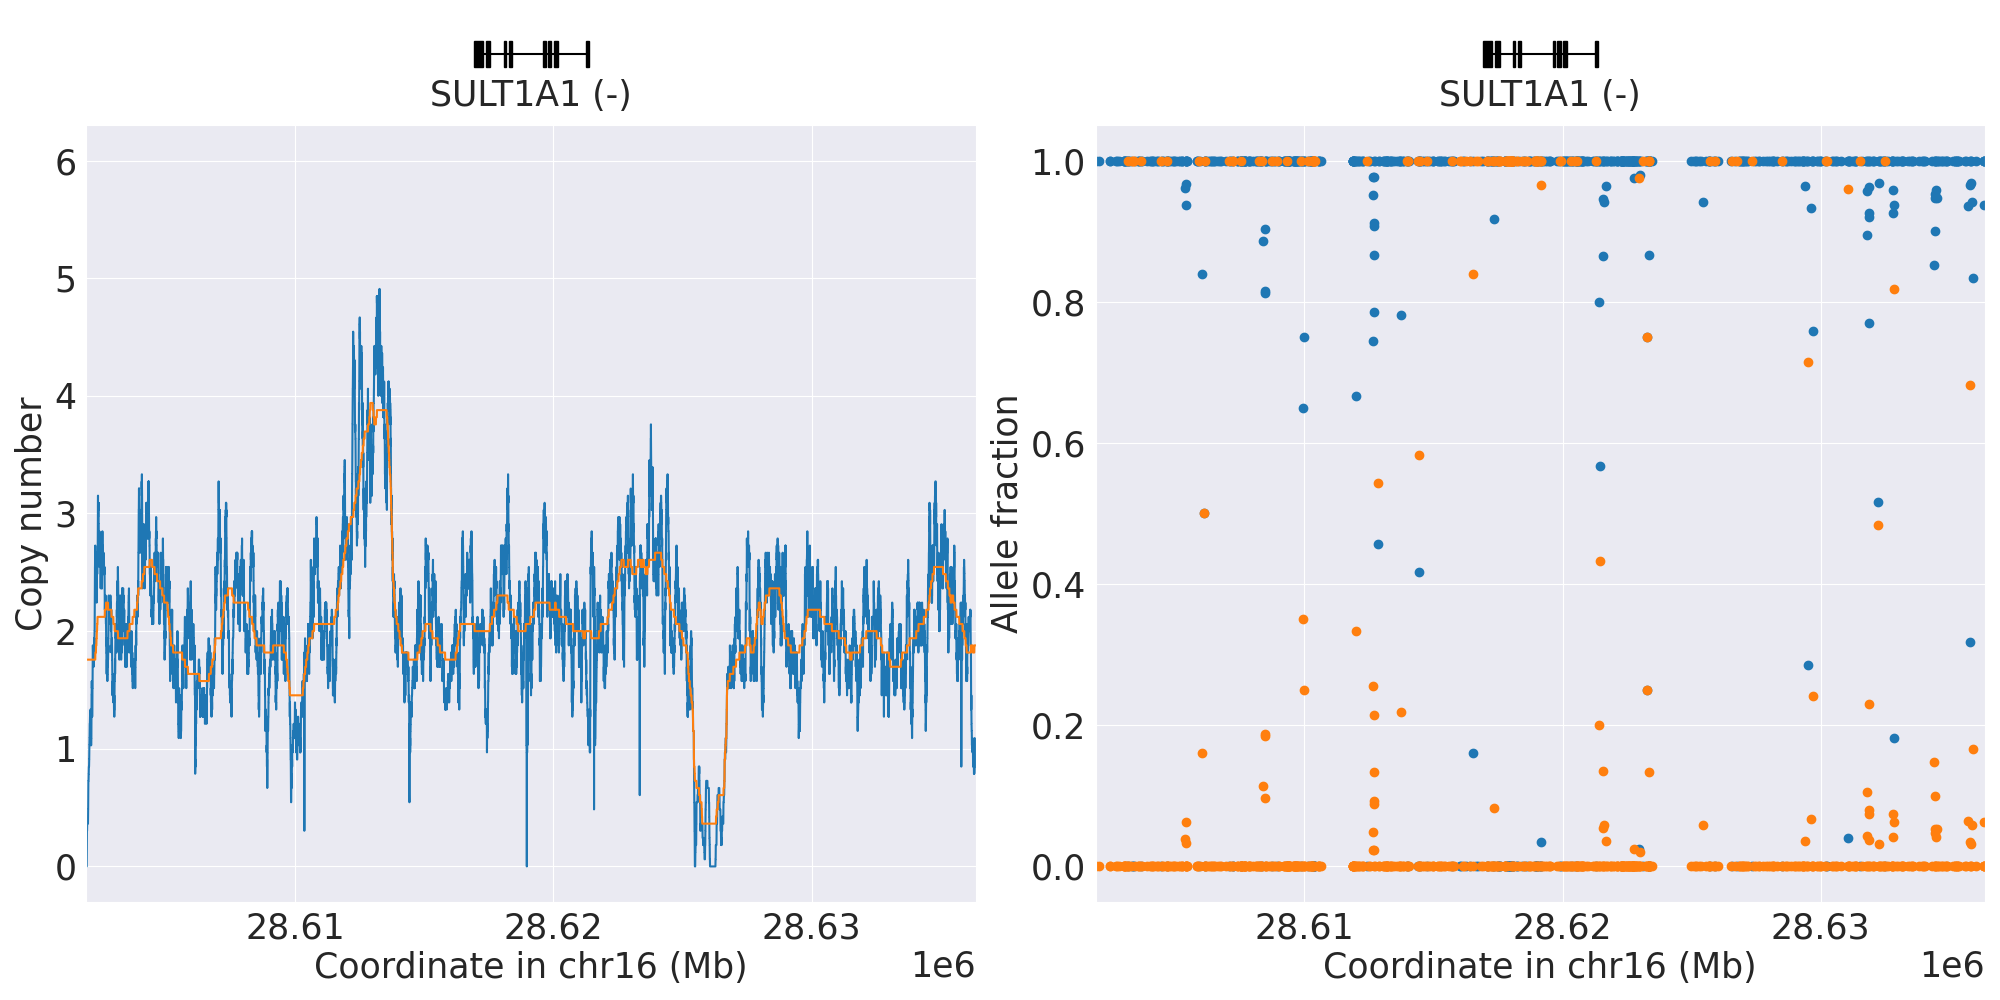 SULT1A1 (-)
SULT1A1 (-)
Copy number
6
5
4
3
2
1
0
28.61
28.62
28.63
Coordinate in chr16 (Mb)
1e6
Allele fraction
1.0
0.8
0.6
0.4
0.2
0.0
28.61
28.62
28.63
Coordinate in chr16 (Mb)
1e6